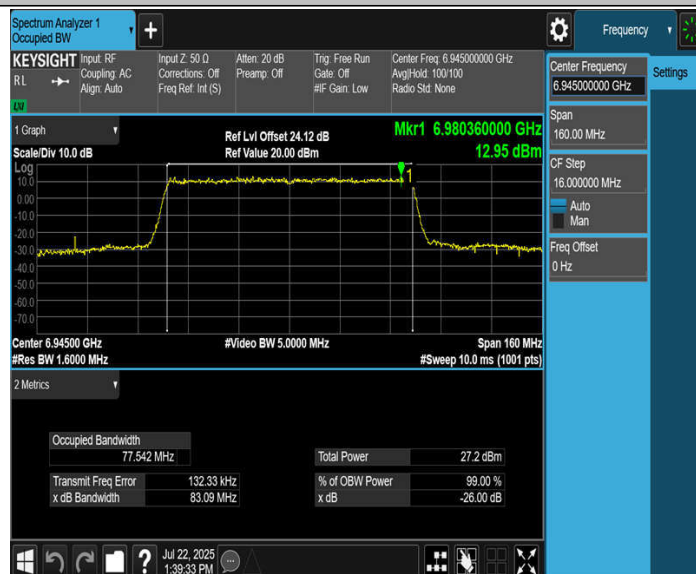 Spectrum Analyzer 1
Occupied BW
+
Frequency
KEYSIGHT
RL
LXI
Input: RF
Coupling: AC
Align: Auto
Input Z: 50 Ω
Corrections: Off
Freq Ref: Int (S)
Atten: 20 dB
Preamp: Off
Trig: Free Run
Gate: Off
#IF Gain: Low
Center Freq: 6.945000000 GHz
Avg|Hold: 100/100
Radio Std: None
Center Frequency
6.945000000 GHz
Settings
Span
160.00 MHz
CF Step
16.000000 MHz
Auto
Man
Freq Offset
0 Hz
1 Graph
Scale/Div 10.0 dB
Ref Lvl Offset 24.12 dB
Ref Value 20.00 dBm
Mkr1 6.980360000 GHz
12.95 dBm
Log
10.0
0.00
-10.0
-20.0
-30.0
-40.0
-50.0
-60.0
-70.0
1
Center 6.94500 GHz
#Res BW 1.6000 MHz
#Video BW 5.0000 MHz
Span 160 MHz
#Sweep 10.0 ms (1001 pts)
2 Metrics
Occupied Bandwidth
77.542 MHz
Total Power 27.2 dBm
Transmit Freq Error 132.33 kHz
% of OBW Power 99.00 %
x dB Bandwidth 83.09 MHz
x dB -26.00 dB
?
Jul 22, 2025
1:39:33 PM